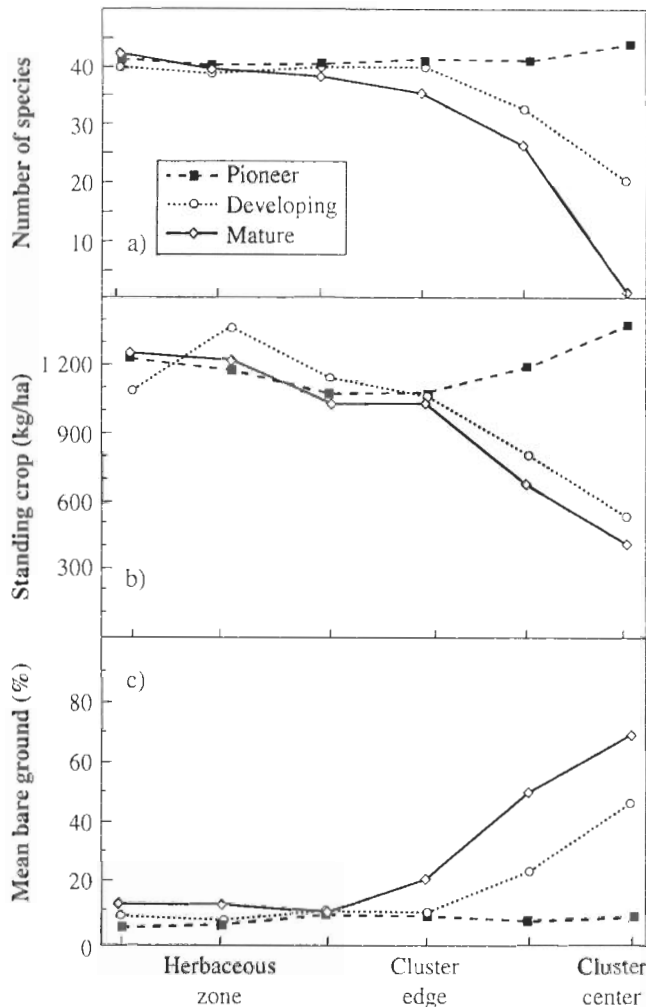 Number of species
40
30
20
10
Pioneer
Developing
Mature
a)
Standing crop (kg/ha)
1 200
900
600
300
b)
Mean bare ground (%)
c)
80
60
40
20
0
Herbaceous Cluster Cluster
zone edge center